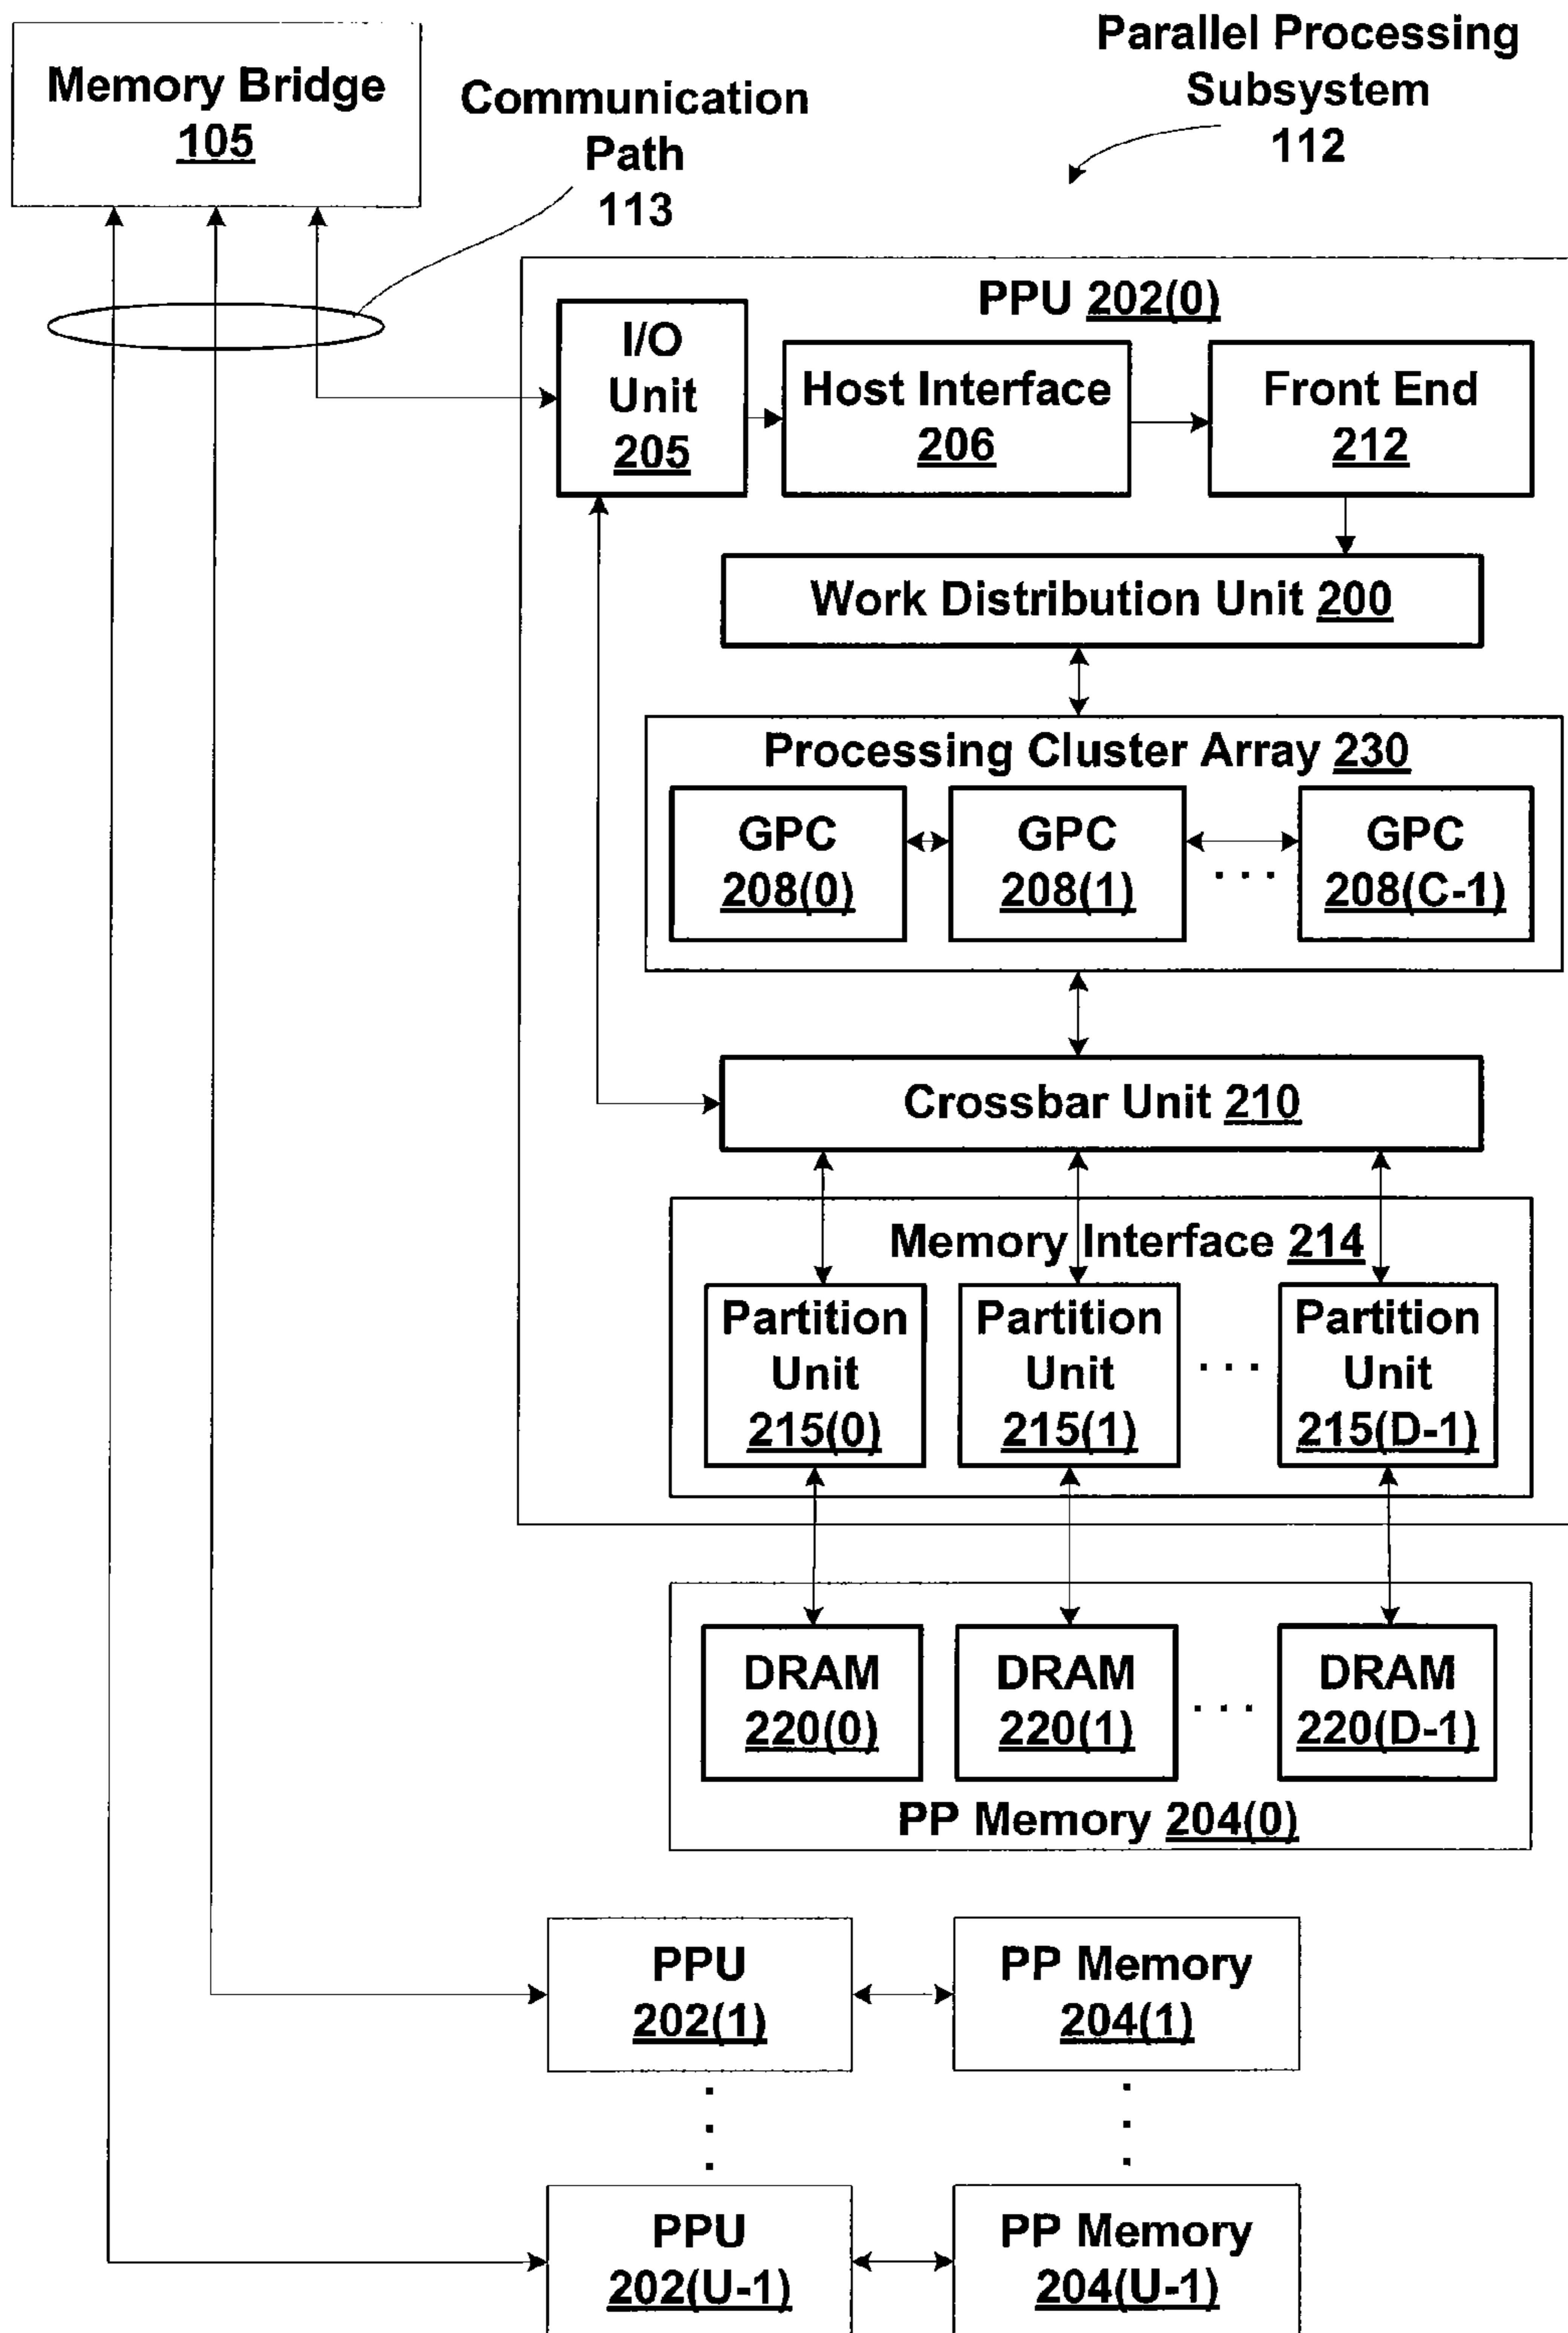 Parallel Processing
Subsystem
112
Memory Bridge
105
Communication
Path
113
PPU 202(0)
I/O
Unit
205
Host Interface
206
Front End
212
Work Distribution Unit 200
Processing Cluster Array 230
GPC
208(0)
GPC
208(1)
. . .
GPC
208(C-1)
Crossbar Unit 210
Memory Interface 214
Partition
Unit
215(0)
Partition
Unit
215(1)
. . .
Partition
Unit
215(D-1)
DRAM
220(0)
DRAM
220(1)
. . .
DRAM
220(D-1)
PP Memory 204(0)
PPU
202(1)
PP Memory
204(1)
PPU
202(U-1)
PP Memory
204(U-1)